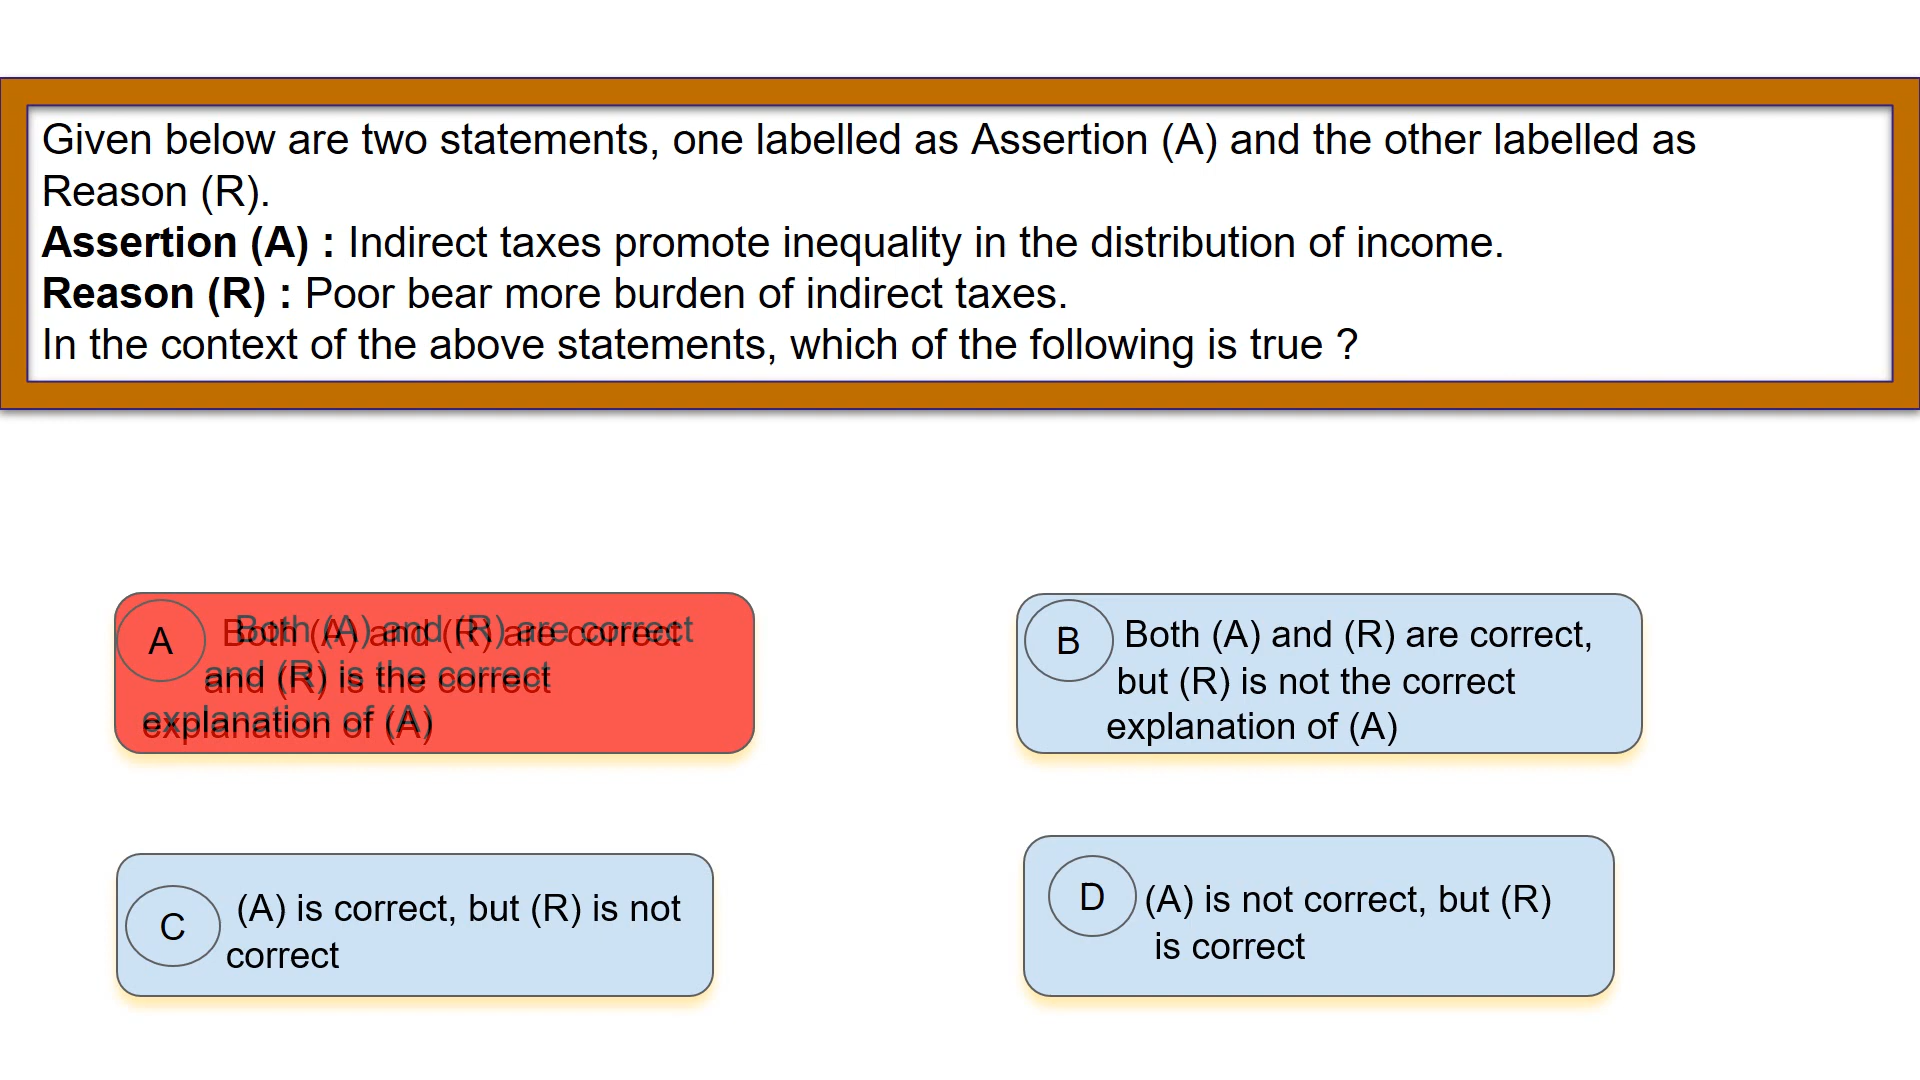 Given below are two statements, one labelled as Assertion (A) and the other labelled as
Reason (R).
Assertion (A) : Indirect taxes promote inequality in the distribution of income.
Reason (R) : Poor bear more burden of indirect taxes.
In the context of the above statements, which of the following is true ?
A Both (A) and (R) are correct
and (R) is the correct
explanation of (A)
B Both (A) and (R) are correct,
but (R) is not the correct
explanation of (A)
C (A) is correct, but (R) is not
correct
D (A) is not correct, but (R)
is correct